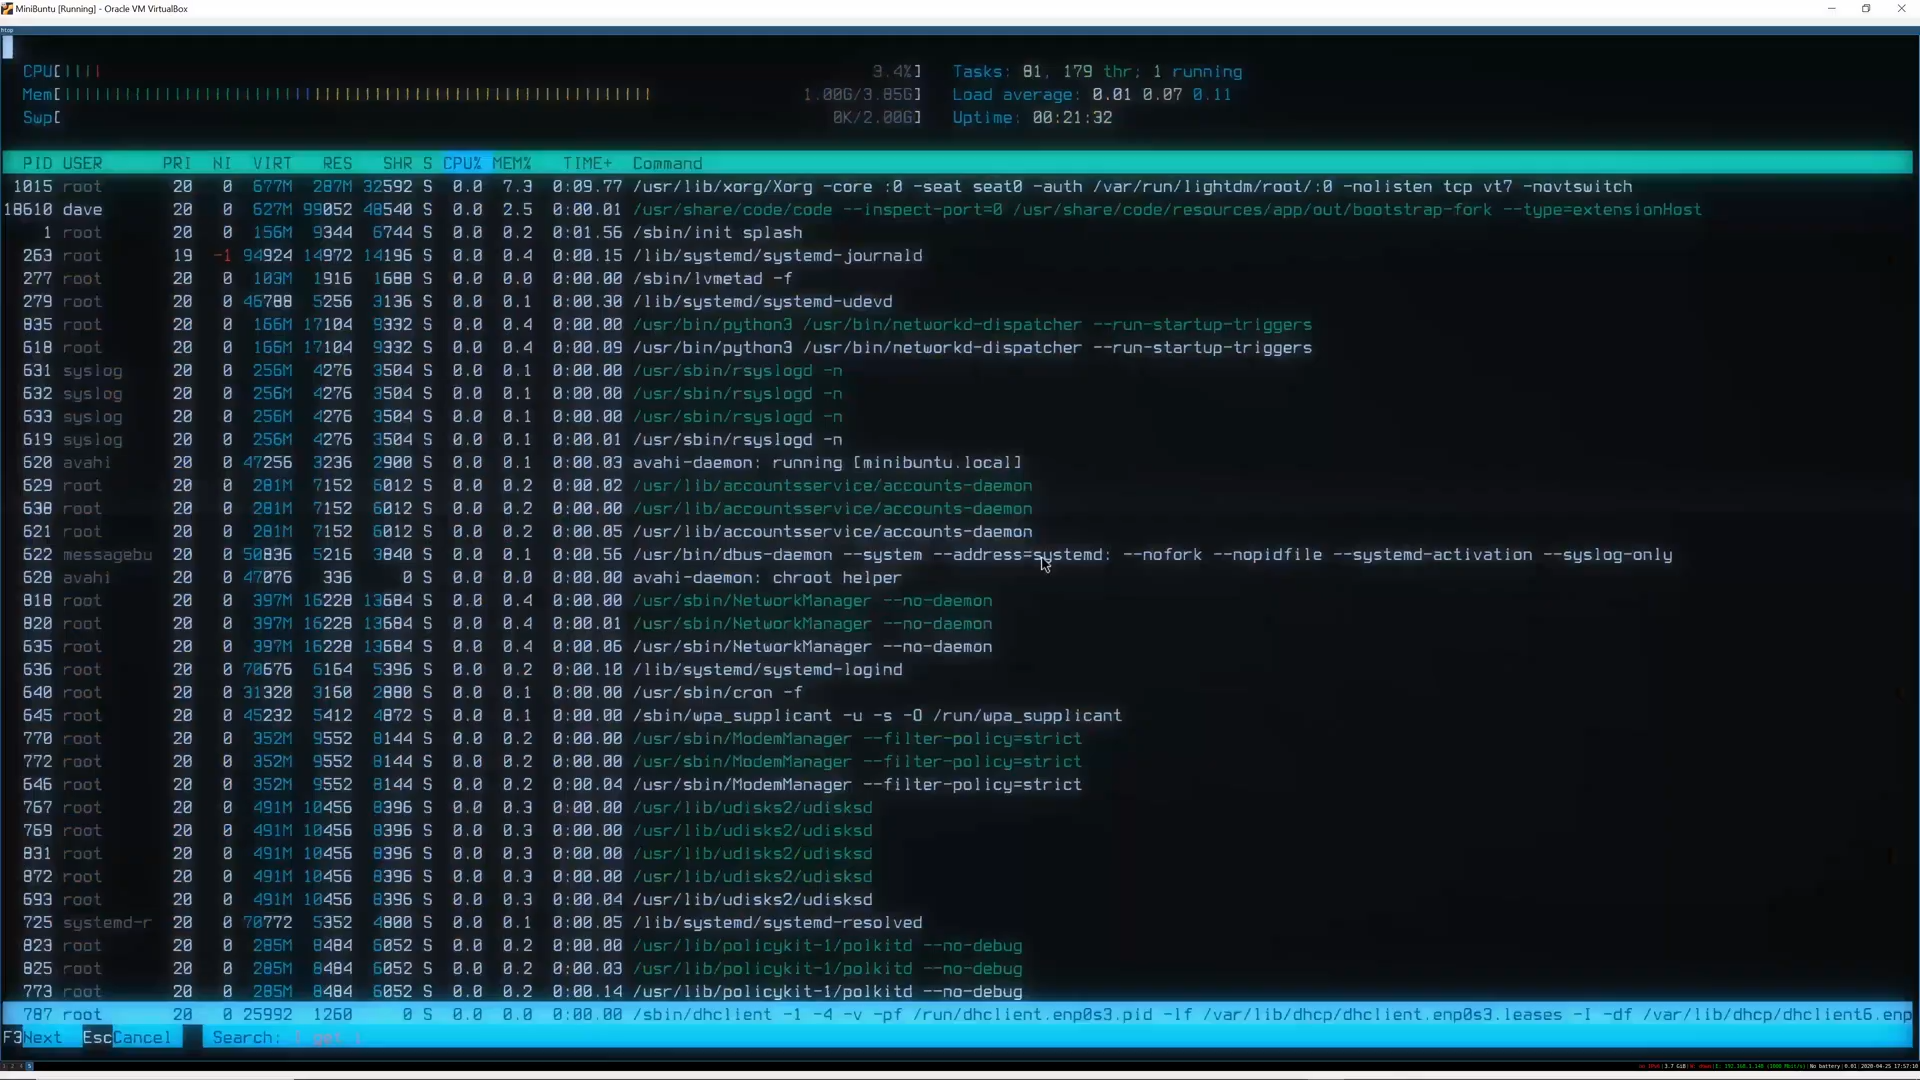 MiniBuntu [Running] - Oracle VM VirtualBox
htop
CPU[|||| 3.4%] Tasks: 81, 179 thr; 1 running
Mem[ 1.00G/3.85G] Load average: 0.01 0.07 0.11
Swp[ 0K/2.00G] Uptime: 00:21:32
PID USER PRI NI VIRT RES SHR S CPU% MEM% TIME+ Command
1015 root 20 0 677M 287M 32592 S 0.0 7.3 0:09.77 /usr/lib/xorg/Xorg -core :0 -seat seat0 -auth /var/run/lightdm/root/:0 -nolisten tcp vt7 -novtswitch
18610 dave 20 0 627M 99052 48540 S 0.0 2.5 0:00.01 /usr/share/code/code --inspect-port=0 /usr/share/code/resources/app/out/bootstrap-fork --type=extensionHost
1 root 20 0 156M 9344 6744 S 0.0 0.2 0:01.56 /sbin/init splash
263 root 19 -1 94924 14972 14196 S 0.0 0.4 0:00.15 /lib/systemd/systemd-journald
277 root 20 0 103M 1916 1688 S 0.0 0.0 0:00.00 /sbin/lvmetad -f
279 root 20 0 46788 5256 3136 S 0.0 0.1 0:00.30 /lib/systemd/systemd-udevd
835 root 20 0 166M 17104 9332 S 0.0 0.4 0:00.00 /usr/bin/python3 /usr/bin/networkd-dispatcher --run-startup-triggers
618 root 20 0 166M 17104 9332 S 0.0 0.4 0:00.09 /usr/bin/python3 /usr/bin/networkd-dispatcher --run-startup-triggers
631 syslog 20 0 256M 4276 3504 S 0.0 0.1 0:00.00 /usr/sbin/rsyslogd -n
632 syslog 20 0 256M 4276 3504 S 0.0 0.1 0:00.00 /usr/sbin/rsyslogd -n
633 syslog 20 0 256M 4276 3504 S 0.0 0.1 0:00.00 /usr/sbin/rsyslogd -n
619 syslog 20 0 256M 4276 3504 S 0.0 0.1 0:00.01 /usr/sbin/rsyslogd -n
620 avahi 20 0 47256 3236 2900 S 0.0 0.1 0:00.03 avahi-daemon: running [minibuntu.local]
629 root 20 0 281M 7152 6012 S 0.0 0.2 0:00.02 /usr/lib/accountsservice/accounts-daemon
638 root 20 0 281M 7152 6012 S 0.0 0.2 0:00.00 /usr/lib/accountsservice/accounts-daemon
621 root 20 0 281M 7152 6012 S 0.0 0.2 0:00.05 /usr/lib/accountsservice/accounts-daemon
622 messagebu 20 0 50836 5216 3840 S 0.0 0.1 0:00.56 /usr/bin/dbus-daemon --system --address=systemd: --nofork --nopidfile --systemd-activation --syslog-only
628 avahi 20 0 47076 336 0 S 0.0 0.0 0:00.00 avahi-daemon: chroot helper
818 root 20 0 397M 16228 13684 S 0.0 0.4 0:00.00 /usr/sbin/NetworkManager --no-daemon
820 root 20 0 397M 16228 13684 S 0.0 0.4 0:00.01 /usr/sbin/NetworkManager --no-daemon
635 root 20 0 397M 16228 13684 S 0.0 0.4 0:00.06 /usr/sbin/NetworkManager --no-daemon
636 root 20 0 70676 6164 5396 S 0.0 0.2 0:00.10 /lib/systemd/systemd-logind
640 root 20 0 31320 3160 2880 S 0.0 0.1 0:00.00 /usr/sbin/cron -f
645 root 20 0 45232 5412 4872 S 0.0 0.1 0:00.00 /sbin/wpa_supplicant -u -s -O /run/wpa_supplicant
770 root 20 0 352M 9552 8144 S 0.0 0.2 0:00.00 /usr/sbin/ModemManager --filter-policy=strict
772 root 20 0 352M 9552 8144 S 0.0 0.2 0:00.00 /usr/sbin/ModemManager --filter-policy=strict
646 root 20 0 352M 9552 8144 S 0.0 0.2 0:00.04 /usr/sbin/ModemManager --filter-policy=strict
767 root 20 0 491M 10456 8396 S 0.0 0.3 0:00.00 /usr/lib/udisks2/udisksd
769 root 20 0 491M 10456 8396 S 0.0 0.3 0:00.00 /usr/lib/udisks2/udisksd
831 root 20 0 491M 10456 8396 S 0.0 0.3 0:00.00 /usr/lib/udisks2/udisksd
872 root 20 0 491M 10456 8396 S 0.0 0.3 0:00.00 /usr/lib/udisks2/udisksd
693 root 20 0 491M 10456 8396 S 0.0 0.3 0:00.04 /usr/lib/udisks2/udisksd
725 systemd-r 20 0 70772 5352 4800 S 0.0 0.1 0:00.05 /lib/systemd/systemd-resolved
823 root 20 0 285M 8484 6052 S 0.0 0.2 0:00.00 /usr/lib/policykit-1/polkitd --no-debug
825 root 20 0 285M 8484 6052 S 0.0 0.2 0:00.03 /usr/lib/policykit-1/polkitd --no-debug
773 root 20 0 285M 8484 6052 S 0.0 0.2 0:00.14 /usr/lib/policykit-1/polkitd --no-debug
787 root 20 0 25992 1260 0 S 0.0 0.0 0:00.00 /sbin/dhclient -1 -4 -v -pf /run/dhclient.enp0s3.pid -lf /var/lib/dhcp/dhclient.enp0s3.leases -I -df /var/lib/dhcp/dhclient6.enp
F3Next EscCancel Search:
3.7 GiB No battery 0.01 2020-04-25 17:57:10